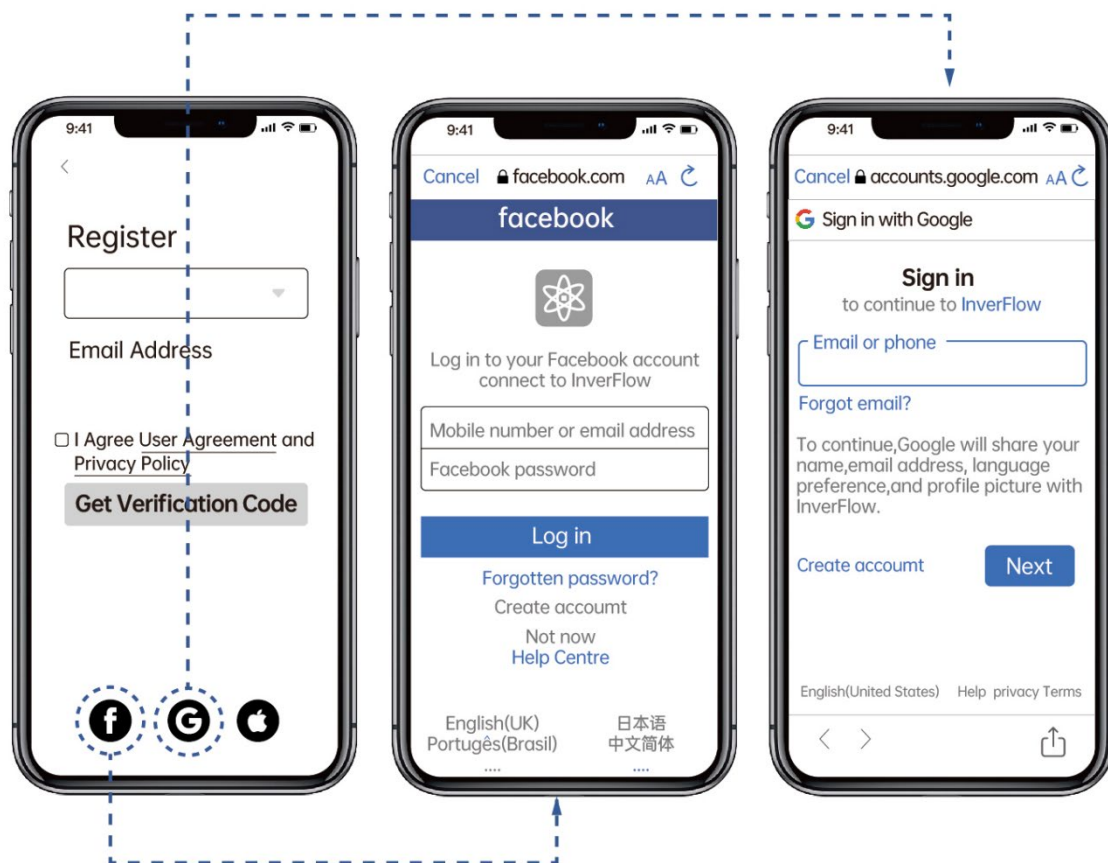 9:41
Register
Email Address
I Agree User Agreement and
Privacy Policy
Get Verification Code
9:41
Cancel facebook.com AA
facebook
Log in to your Facebook account
connect to InverFlow
Mobile number or email address
Facebook password
Log in
Forgotten password?
Create accoumt
Not now
Help Centre
English(UK) 日本语
Portugês(Brasil) 中文简体
....  ....
9:41
Cancel accounts.google.com AA
Sign in with Google
Sign in
to continue to InverFlow
Email or phone
Forgot email?
To continue,Google will share your
name,email address, language
preference,and profile picture with
InverFlow.
Create accoumt Next
English(United States) Help privacy Terms